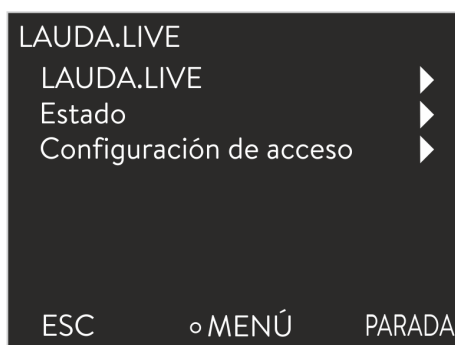 LAUDA.LIVE
LAUDA.LIVE
Estado
Configuración de acceso
ESC MENÚ PARADA